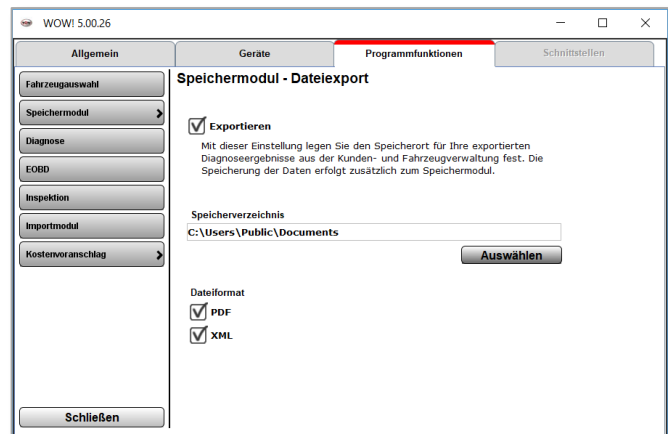 WOW! 5.00.26
Allgemein
Geräte
Programmfunktionen
Schnittstellen
Fahrzeugauswahl
Speichermodul
Diagnose
EOBD
Inspektion
Importmodul
Kostenvoranschlag
Schließen
Speichermodul - Dateiexport
Exportieren
Mit dieser Einstellung legen Sie den Speicherort für Ihre exportierten
Diagnoseergebnisse aus der Kunden- und Fahrzeugverwaltung fest. Die
Speicherung der Daten erfolgt zusätzlich zum Speichermodul.
Speicherverzeichnis
C:\Users\Public\Documents
Auswählen
Dateiformat
PDF
XML